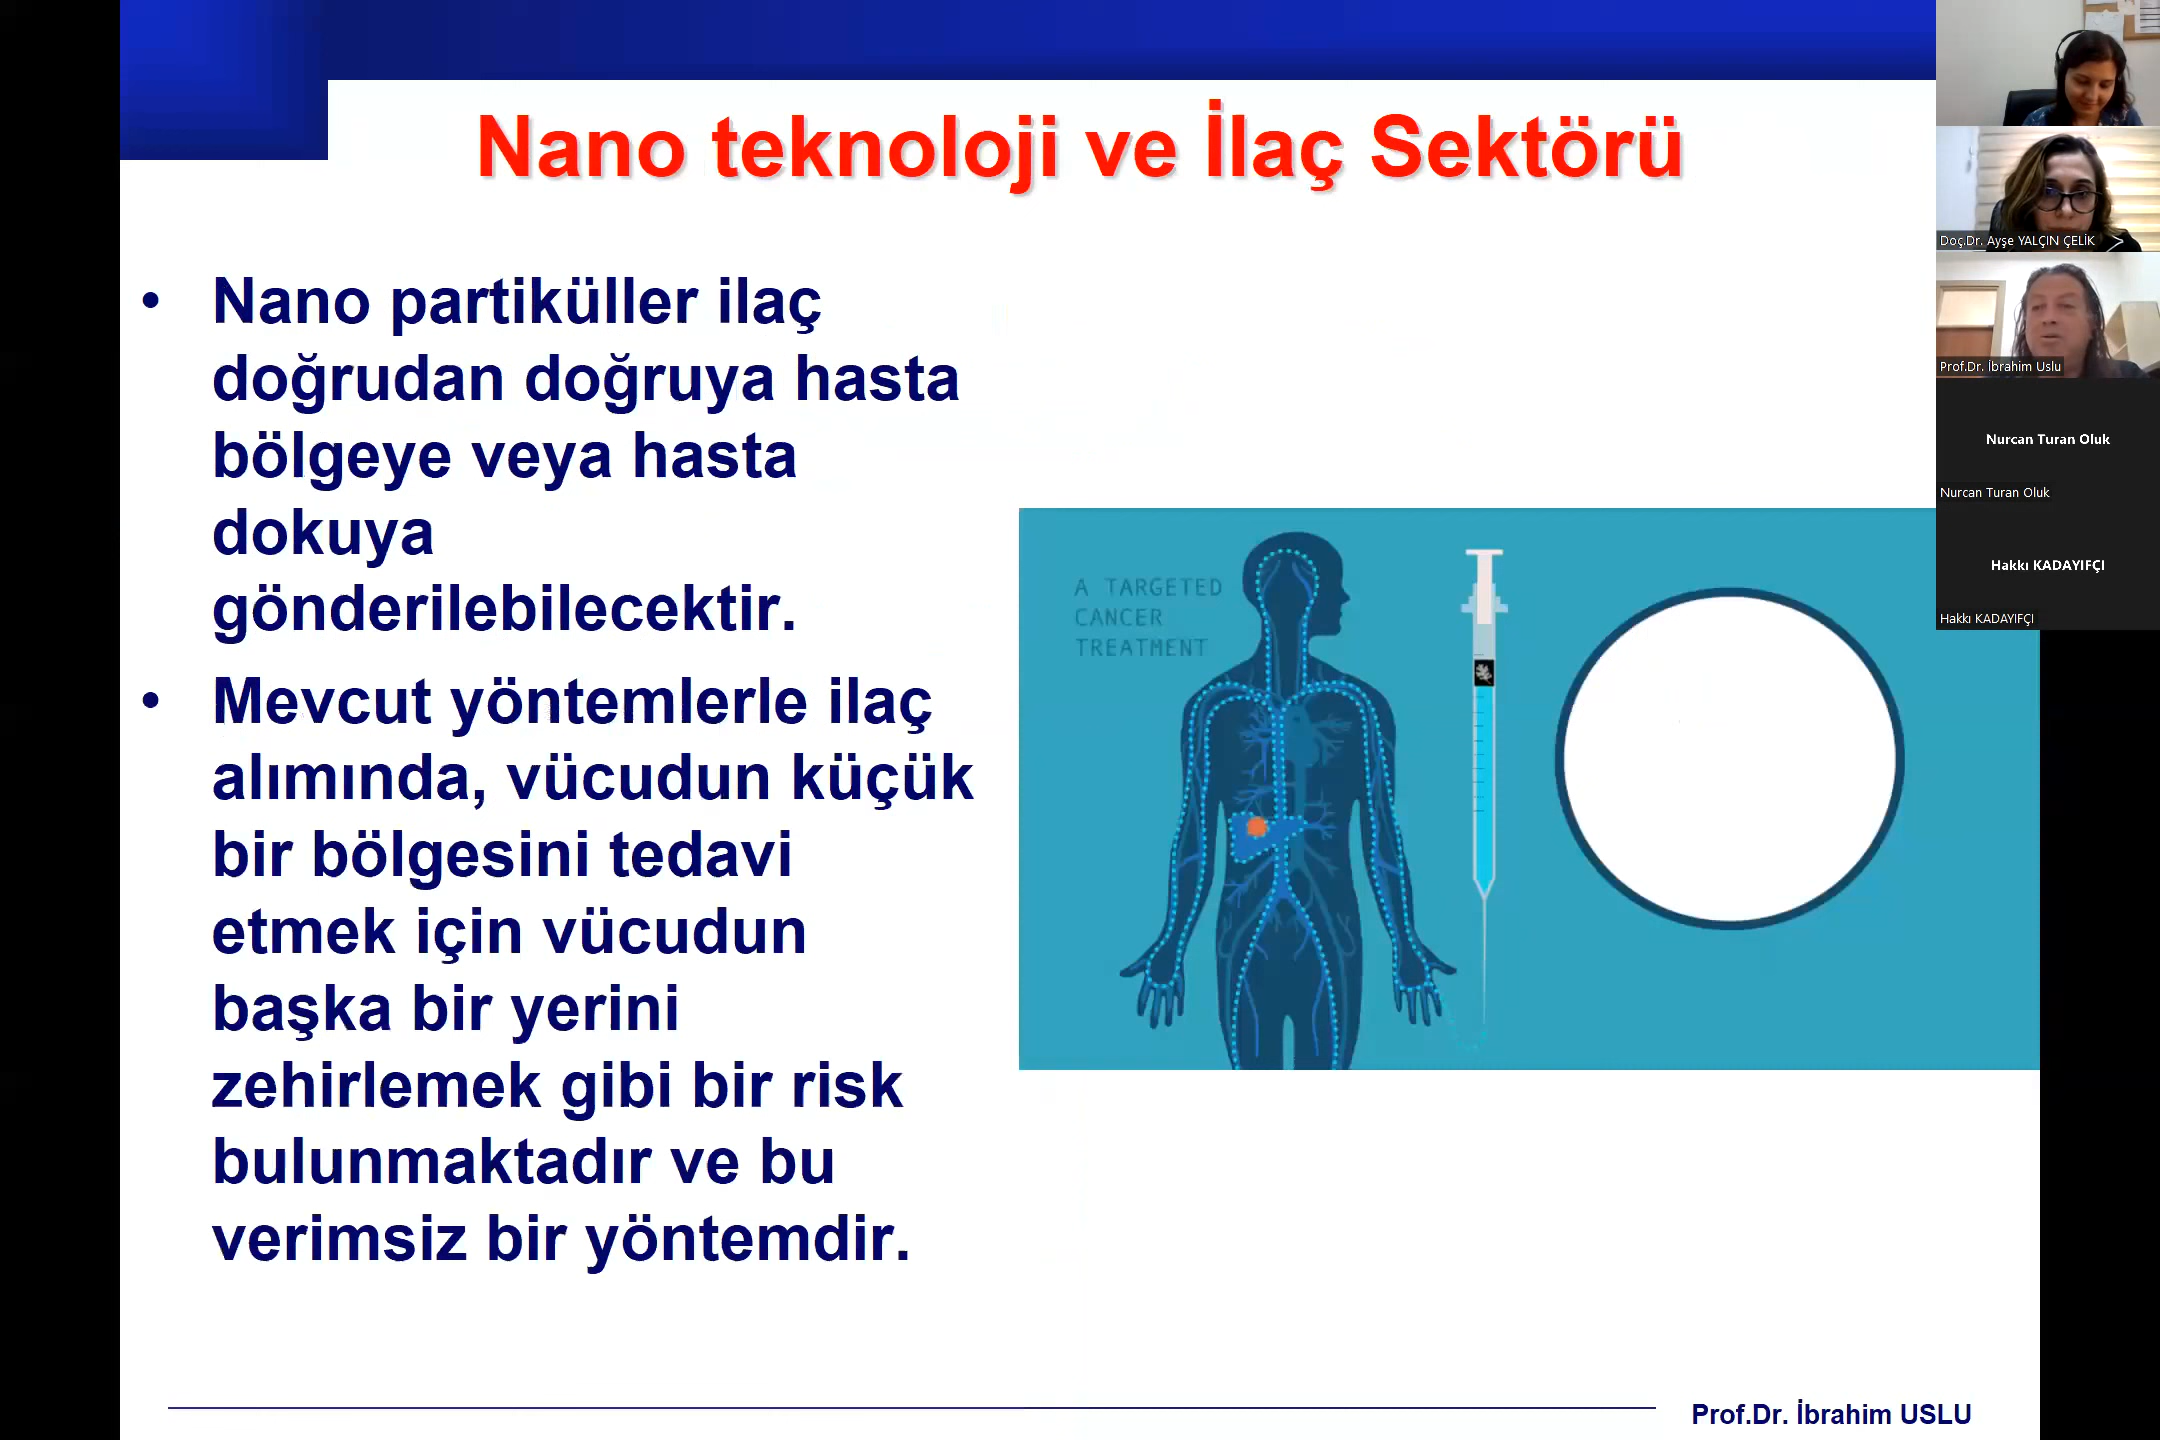 Nano teknoloji ve İlaç Sektörü
• Nano partiküller ilaç
doğrudan doğruya hasta
bölgeye veya hasta
dokuya
gönderilebilecektir.
• Mevcut yöntemlerle ilaç
alımında, vücudun küçük
bir bölgesini tedavi
etmek için vücudun
başka bir yerini
zehirlemek gibi bir risk
bulunmaktadır ve bu
verimsiz bir yöntemdir.
A TARGETED
CANCER
TREATMENT
Prof.Dr. İbrahim USLU
Doç.Dr. Ayşe YALÇIN ÇELİK
Prof.Dr. İbrahim Uslu
Nurcan Turan Oluk
Nurcan Turan Oluk
Hakkı KADAYIFÇI
Hakkı KADAYIFÇI